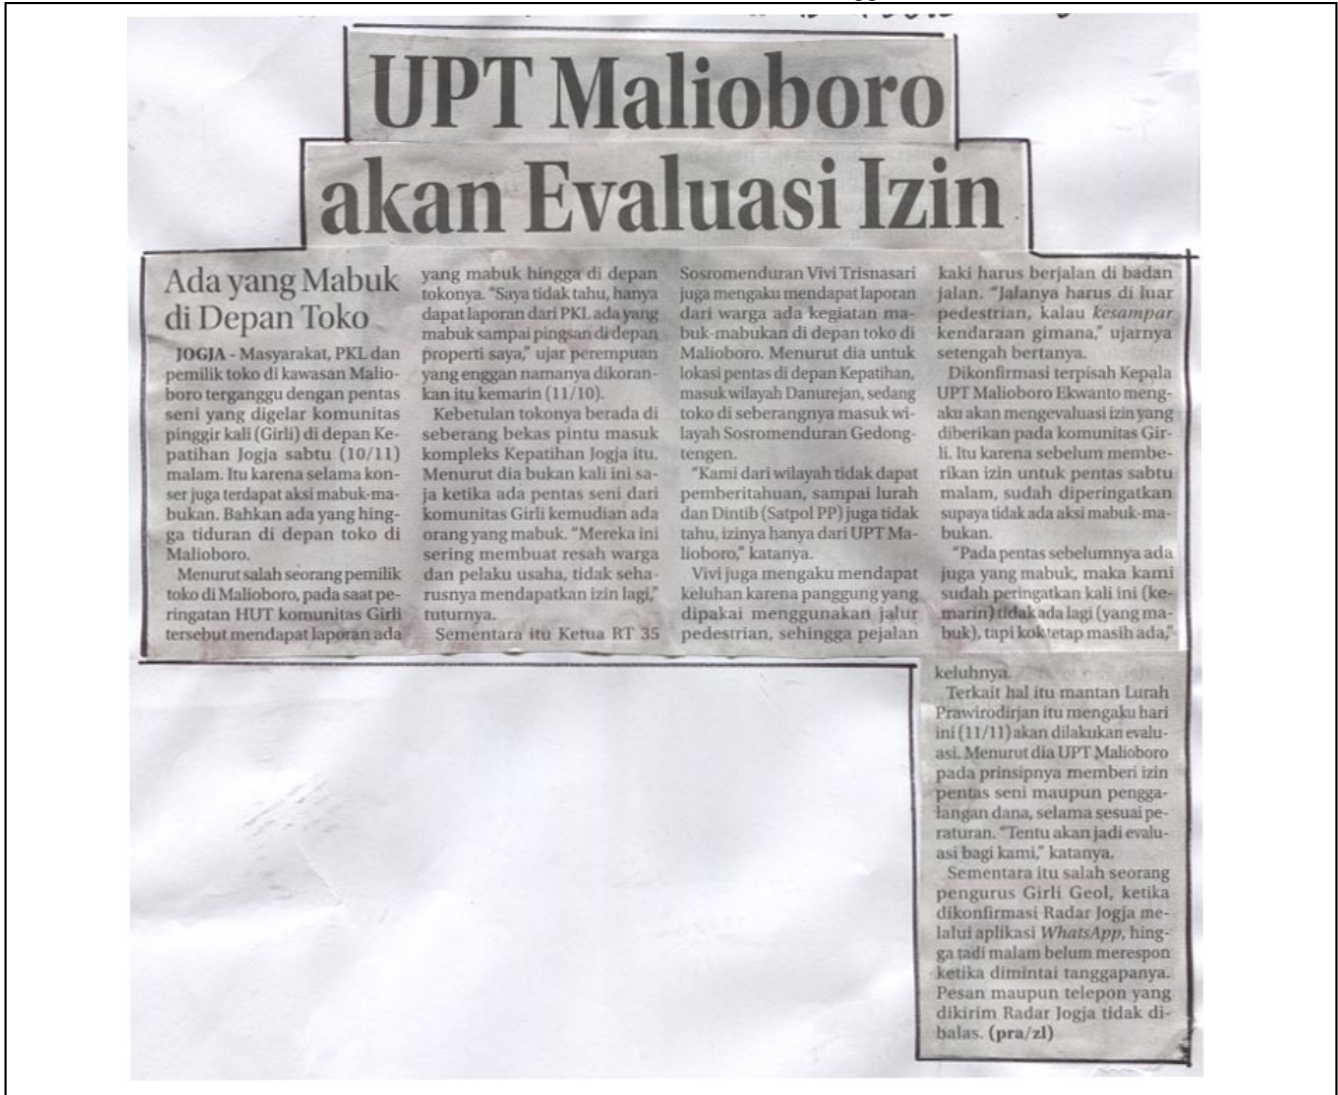 UPT Malioboro
akan Evaluasi Izin
Ada yang Mabuk
di Depan Toko
JOGJA - Masyarakat, PKL dan
pemilik toko di kawasan Malio-
boro terganggu dengan pentas
seni yang digelar komunitas
pinggir kali (Girli) di depan Ke-
patihan Jogja sabtu (10/11)
malam. Itu karena selama kon-
ser juga terdapat aksi mabuk-ma-
bukan. Bahkan ada yang hing-
ga tiduran di depan toko di
Malioboro.
Menurut salah seorang pemilik
toko di Malioboro, pada saat pe-
ringatan HUT komunitas Girli
tersebut mendapat laporan ada
yang mabuk hingga di depan
tokonya. "Saya tidak tahu, hanya
dapat laporan dari PKL ada yang
mabuk sampai pingsan di depan
properti saya," ujar perempuan
yang enggan namanya dikoran-
kan itu kemarin (11/10).
Kebetulan tokonya berada di
seberang bekas pintu masuk
kompleks Kepatihan Jogja itu.
Menurut dia bukan kali ini sa-
ja ketika ada pentas seni dari
komunitas Girli kemudian ada
orang yang mabuk. "Mereka ini
sering membuat resah warga
dan pelaku usaha, tidak seha-
rusnya mendapatkan izin lagi,"
tuturnya.
Sementara itu Ketua RT 35
Sosromenduran Vivi Trisnasari
juga mengaku mendapat laporan
dari warga ada kegiatan ma-
buk-mabukan di depan toko di
Malioboro. Menurut dia untuk
lokasi pentas di depan Kepatihan,
masuk wilayah Danurejan, sedang
toko di seberangnya masuk wi-
layah Sosromenduran Gedong-
tengen.
"Kami dari wilayah tidak dapat
pemberitahuan, sampai lurah
dan Dintib (Satpol PP) juga tidak
tahu, izinya hanya dari UPT Ma-
lioboro," katanya.
Vivi juga mengaku mendapat
keluhan karena panggung yang
dipakai menggunakan jalur
pedestrian, sehingga pejalan
kaki harus berjalan di badan
jalan. "Jalanya harus di luar
pedestrian, kalau kesampar
kendaraan gimana," ujarnya
setengah bertanya.
Dikonfirmasi terpisah Kepala
UPT Malioboro Ekwanto meng-
aku akan mengevaluasi izin yang
diberikan pada komunitas Gir-
li. Itu karena sebelum membe-
rikan izin untuk pentas sabtu
malam, sudah diperingatkan
supaya tidak ada aksi mabuk-ma-
bukan.
"Pada pentas sebelumnya ada
juga yang mabuk, maka kami
sudah peringatkan kali ini (ke-
marin) tidak ada lagi (yang ma-
buk), tapi kok tetap masih ada,"
keluhnya.
Terkait hal itu mantan Lurah
Prawirodirjan itu mengaku hari
ini (11/11) akan dilakukan evalu-
asi. Menurut dia UPT Malioboro
pada prinsipnya memberi izin
pentas seni maupun pengga-
langan dana, selama sesuai pe-
raturan. "Tentu akan jadi evalu-
asi bagi kami," katanya.
Sementara itu salah seorang
pengurus Girli Geol, ketika
dikonfirmasi Radar Jogja me-
lalui aplikasi WhatsApp, hing-
ga tadi malam belum merespon
ketika dimintai tanggapanya.
Pesan maupun telepon yang
dikirim Radar Jogja tidak di-
balas. (pra/zl)